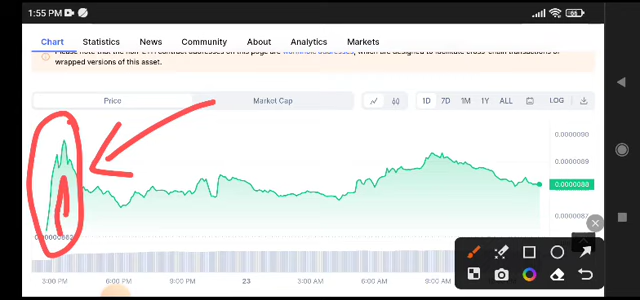 1:55 PM
Chart Statistics News Community About Analytics Markets
Please note that the non-ETH contract addresses on this page are wormhole addresses, which are designed to facilitate cross-chain transactions of
wrapped versions of this asset.
Price Market Cap 1D 7D 1M 1Y ALL LOG
0.0000090
0.0000089
0.0000088
0.0000087
3:00 PM 6:00 PM 9:00 PM 23 3:00 AM 6:00 AM 9:00 AM